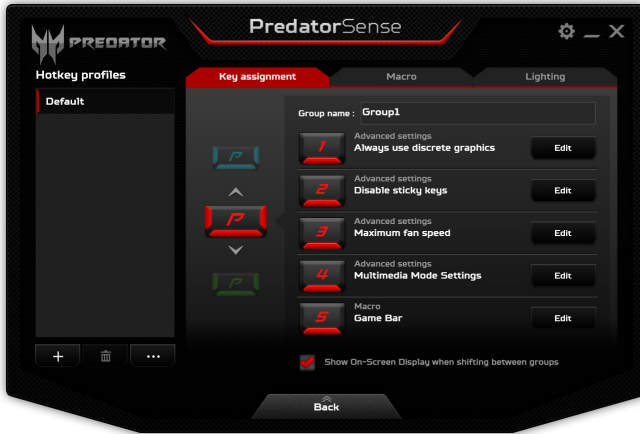 PREDATOR
PredatorSense
Hotkey profiles
Default
Key assignment
Macro
Lighting
Group name : Group1
P
P
P
1
Advanced settings
Always use discrete graphics
Edit
2
Advanced settings
Disable sticky keys
Edit
3
Advanced settings
Maximum fan speed
Edit
4
Advanced settings
Multimedia Mode Settings
Edit
5
Macro
Game Bar
Edit
Show On-Screen Display when shifting between groups
Back